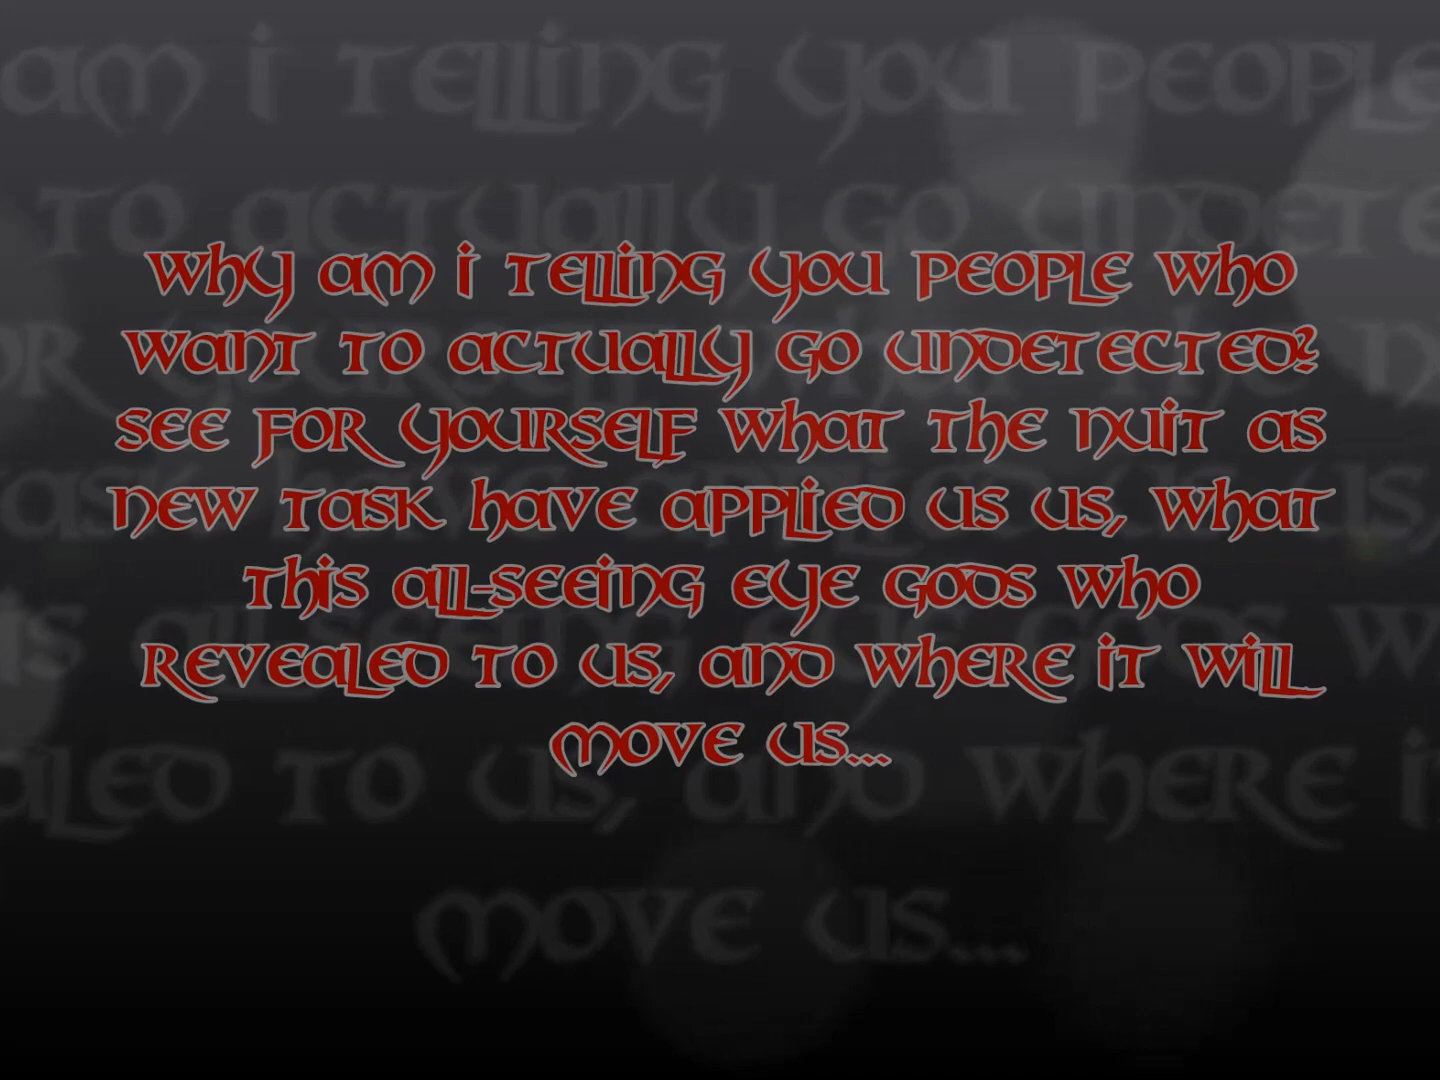 Why am i telling you people who
want to actually go undetected?
See for yourself what the nuit as
new task have applied us us, what
this all-seeing eye gods who
revealed to us, and where it will
move us...